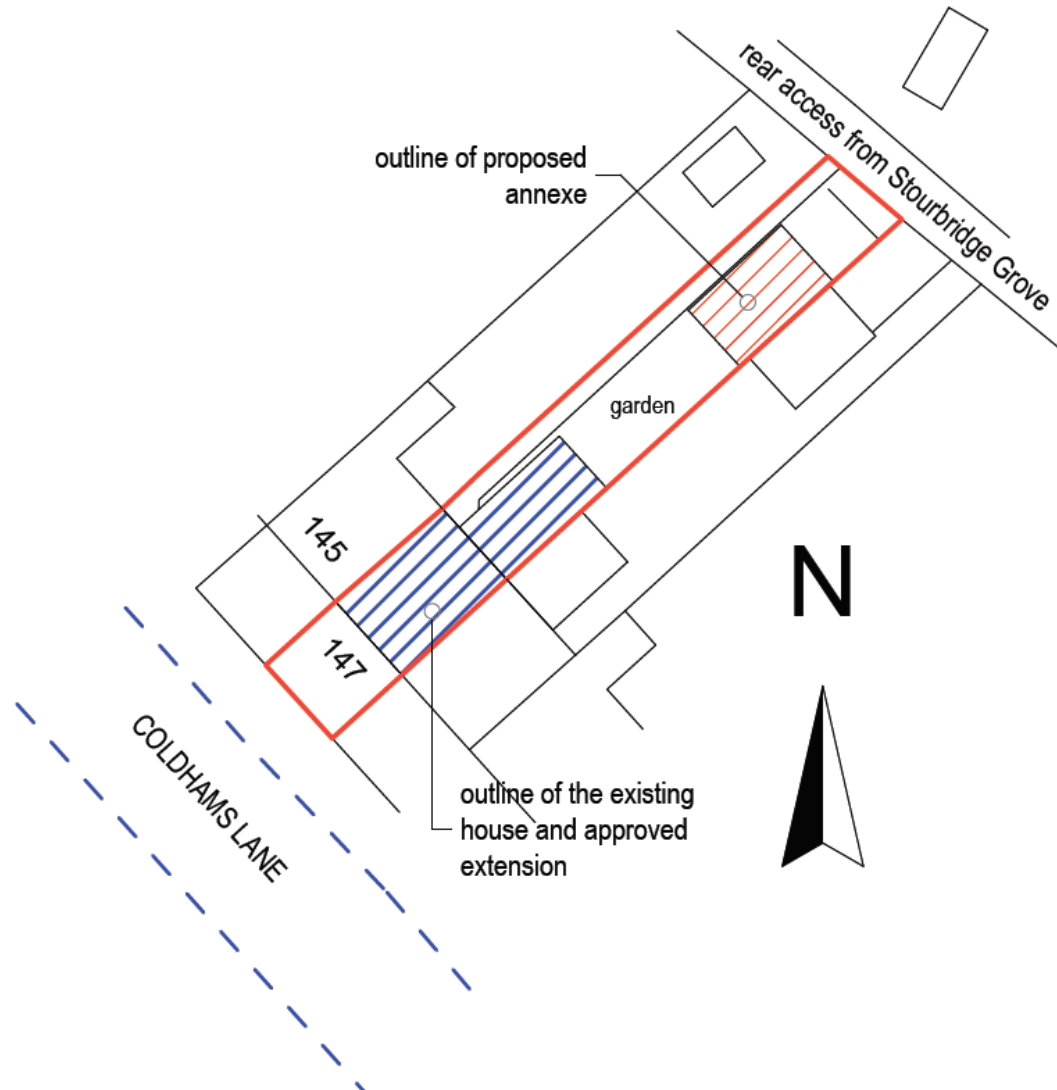 rear access from Stourbridge Grove
outline of proposed
annexe
garden
145
147
N
COLDHAMS LANE
outline of the existing
house and approved
extension